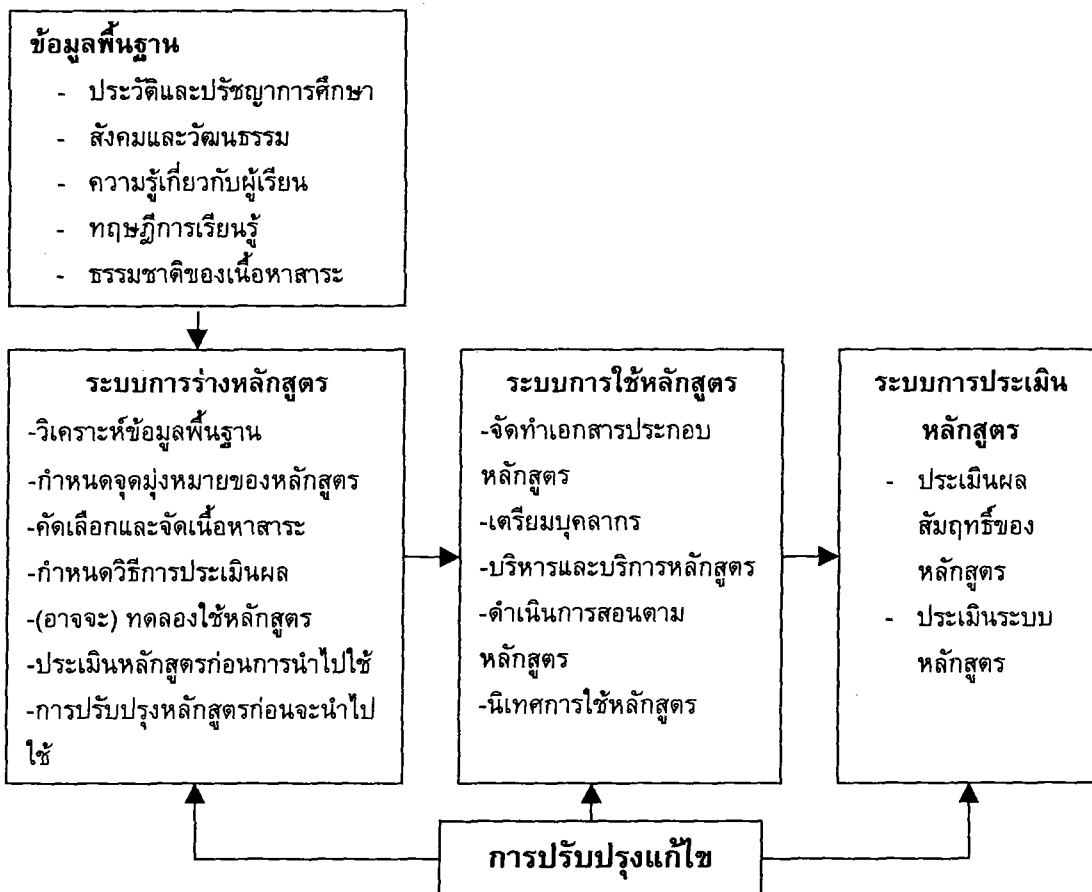 ข้อมูลพื้นฐาน
- ประวัติและปรัชญาการศึกษา
- สังคมและวัฒนธรรม
- ความรู้เกี่ยวกับผู้เรียน
- ทฤษฎีการเรียนรู้
- ธรรมชาติของเนื้อหาสาระ
ระบบการร่างหลักสูตร
-วิเคราะห์ข้อมูลพื้นฐาน
-กำหนดจุดมุ่งหมายของหลักสูตร
-คัดเลือกและจัดเนื้อหาสาระ
-กำหนดวิธีการประเมินผล
-(อาจจะ) ทดลองใช้หลักสูตร
-ประเมินหลักสูตรก่อนการนำไปใช้
-การปรับปรุงหลักสูตรก่อนจะนำไป
ใช้
ระบบการใช้หลักสูตร
-จัดทำเอกสารประกอบ
หลักสูตร
-เตรียมบุคลากร
-บริหารและบริการหลักสูตร
-ดำเนินการสอนตาม
หลักสูตร
-นิเทศการใช้หลักสูตร
ระบบการประเมิน
หลักสูตร
- ประเมินผล
สัมฤทธิ์ของ
หลักสูตร
- ประเมินระบบ
หลักสูตร
การปรับปรุงแก้ไข